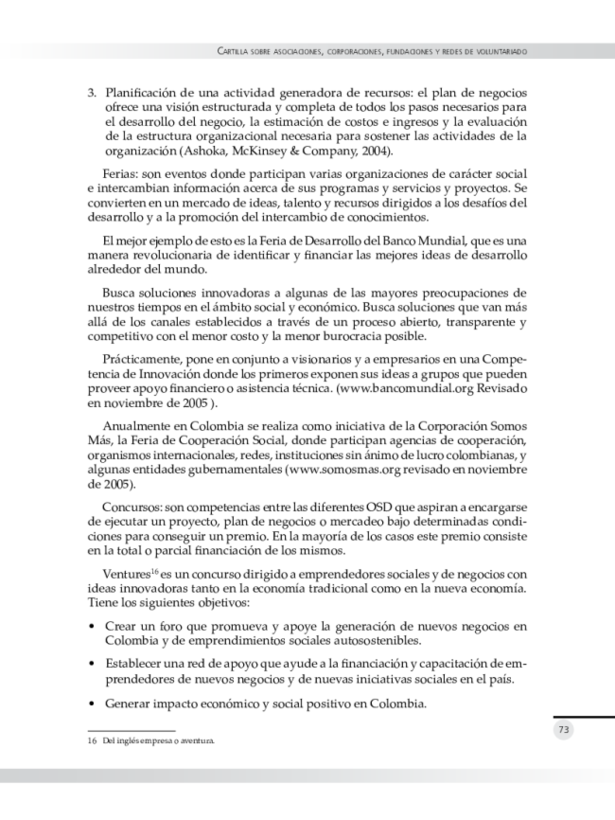 CARTILLA SOBRE ASOCIACIONES, CORPORACIONES, FUNDACIONES Y REDES DE VOLUNTARIADO
3. Planificación de una actividad generadora de recursos: el plan de negocios
ofrece una visión estructurada y completa de todos los pasos necesarios para
el desarrollo del negocio, la estimación de costos e ingresos y la evaluación
de la estructura organizacional necesaria para sostener las actividades de la
organización (Ashoka, McKinsey & Company, 2004).
Ferias: son eventos donde participan varias organizaciones de carácter social
e intercambian información acerca de sus programas y servicios y proyectos. Se
convierten en un mercado de ideas, talento y recursos dirigidos a los desafíos del
desarrollo y a la promoción del intercambio de conocimientos.
El mejor ejemplo de esto es la Feria de Desarrollo del Banco Mundial, que es una
manera revolucionaria de identificar y financiar las mejores ideas de desarrollo
alrededor del mundo.
Busca soluciones innovadoras a algunas de las mayores preocupaciones de
nuestros tiempos en el ámbito social y económico. Busca soluciones que van más
allá de los canales establecidos a través de un proceso abierto, transparente y
competitivo con el menor costo y la menor burocracia posible.
Prácticamente, pone en conjunto a visionarios y a empresarios en una Compe-
tencia de Innovación donde los primeros exponen sus ideas a grupos que pueden
proveer apoyo financiero o asistencia técnica. (www.bancomundial.org Revisado
en noviembre de 2005 ).
Anualmente en Colombia se realiza como iniciativa de la Corporación Somos
Más, la Feria de Cooperación Social, donde participan agencias de cooperación,
organismos internacionales, redes, instituciones sin ánimo de lucro colombianas, y
algunas entidades gubernamentales (www.somosmas.org revisado en noviembre
de 2005).
Concursos: son competencias entre las diferentes OSD que aspiran a encargarse
de ejecutar un proyecto, plan de negocios o mercadeo bajo determinadas condi-
ciones para conseguir un premio. En la mayoría de los casos este premio consiste
en la total o parcial financiación de los mismos.
Ventures16 es un concurso dirigido a emprendedores sociales y de negocios con
ideas innovadoras tanto en la economía tradicional como en la nueva economía.
Tiene los siguientes objetivos:
• Crear un foro que promueva y apoye la generación de nuevos negocios en
Colombia y de emprendimientos sociales autosostenibles.
• Establecer una red de apoyo que ayude a la financiación y capacitación de em-
prendedores de nuevos negocios y de nuevas iniciativas sociales en el país.
• Generar impacto económico y social positivo en Colombia.
73
16 Del inglés empresa o aventura.